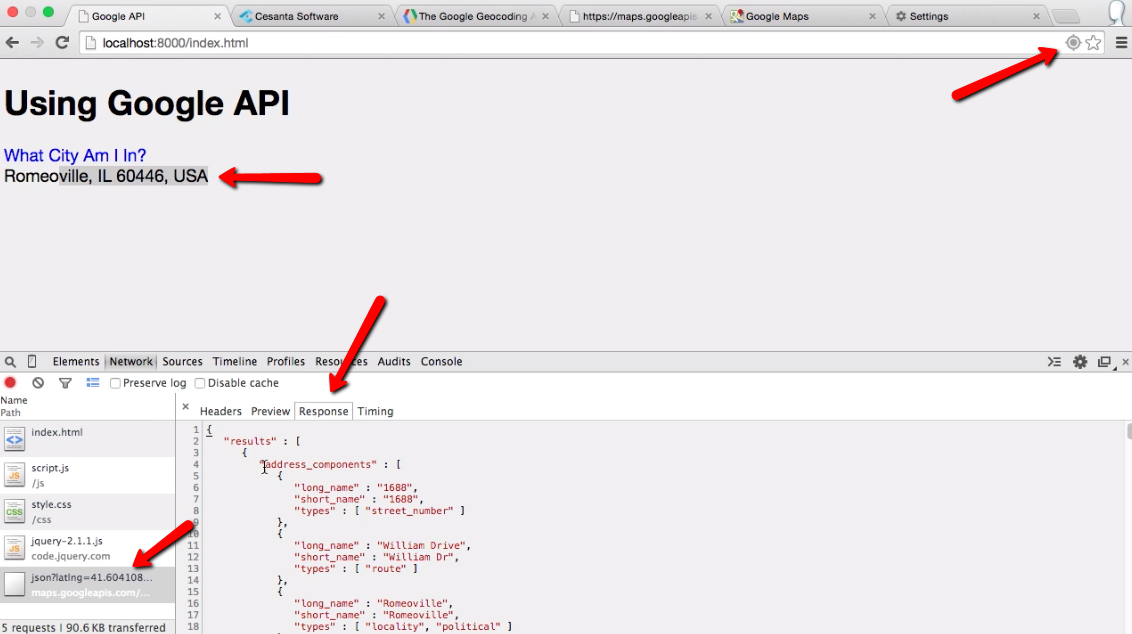 Google API
Cesanta Software
The Google Geocoding A
https://maps.googleapis
Google Maps
Settings
localhost:8000/index.html
Using Google API
What City Am I In?
Romeoville, IL 60446, USA
Elements Network Sources Timeline Profiles Resources Audits Console
Preserve log Disable cache
Name
Path
Headers Preview Response Timing
index.html
script.js
/js
style.css
/css
jquery-2.1.1.js
code.jquery.com
json?latlng=41.604108...
maps.googleapis.com/...
5 requests | 90.6 KB transferred
1 {
2 "results" : [
3 {
4 "address_components" : [
5 {
6 "long_name" : "1688",
7 "short_name" : "1688",
8 "types" : [ "street_number" ]
9 },
10 {
11 "long_name" : "William Drive",
12 "short_name" : "William Dr",
13 "types" : [ "route" ]
14 },
15 {
16 "long_name" : "Romeoville",
17 "short_name" : "Romeoville",
18 "types" : [ "locality", "political" ]